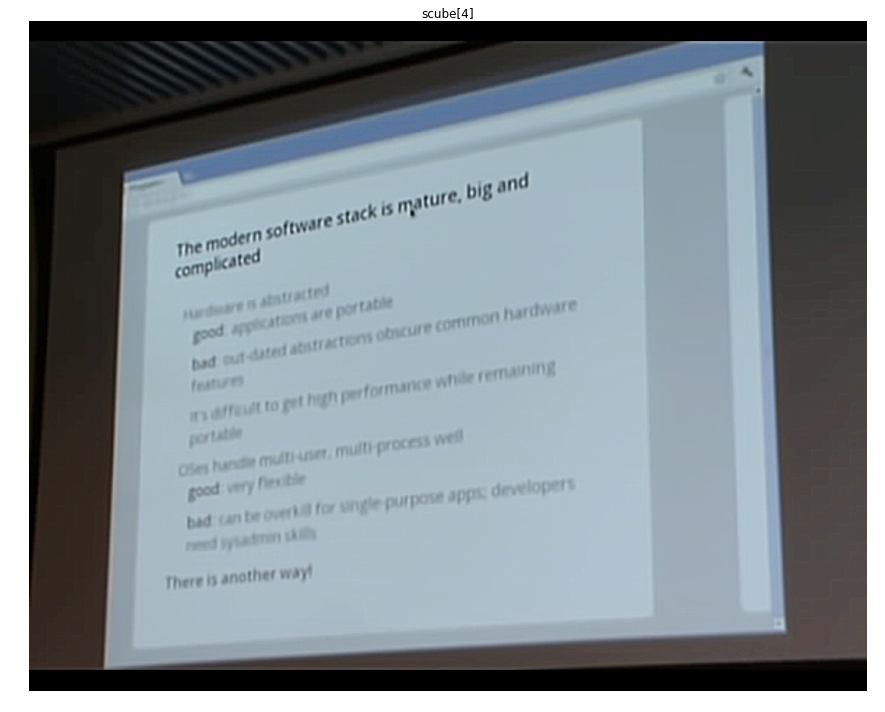 scube[4]
The modern software stack is mature, big and
complicated
Hardware is abstracted
good: applications are portable
bad: out-dated abstractions obscure common hardware
features
it's difficult to get high performance while remaining
portable
OSes handle multi-user, multi-process well
good: very flexible
bad: can be overkill for single-purpose apps; developers
need sysadmin skills
There is another way!